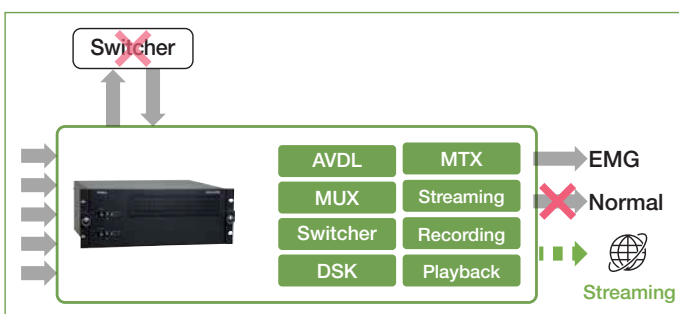 Switcher
AVDL
MTX
EMG
MUX
Streaming
Normal
Switcher
Recording
DSK
Playback
Streaming